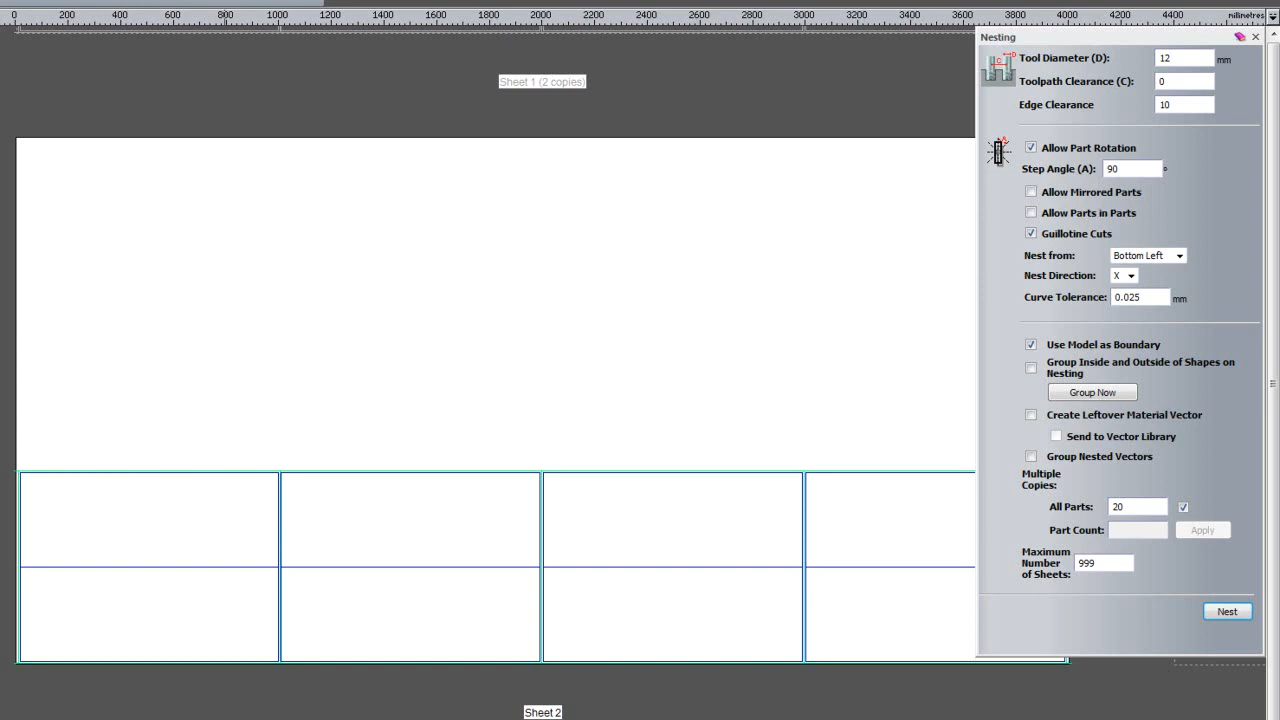 0 200 400 600 800 1000 1200 1400 1600 1800 2000 2200 2400 2600 2800 3000 3200 3400 3600 3800 4000 4200 4400 milimetres
Nesting
Tool Diameter (D): 12 mm
Toolpath Clearance (C): 0
Edge Clearance 10
Sheet 1 (2 copies)
Allow Part Rotation
Step Angle (A): 90 °
Allow Mirrored Parts
Allow Parts in Parts
Guillotine Cuts
Nest from: Bottom Left
Nest Direction: X
Curve Tolerance: 0.025 mm
Use Model as Boundary
Group Inside and Outside of Shapes on
Nesting
Group Now
Create Leftover Material Vector
Send to Vector Library
Group Nested Vectors
Multiple
Copies:
All Parts: 20
Part Count: Apply
Maximum
Number
of Sheets: 999
Nest
Sheet 2